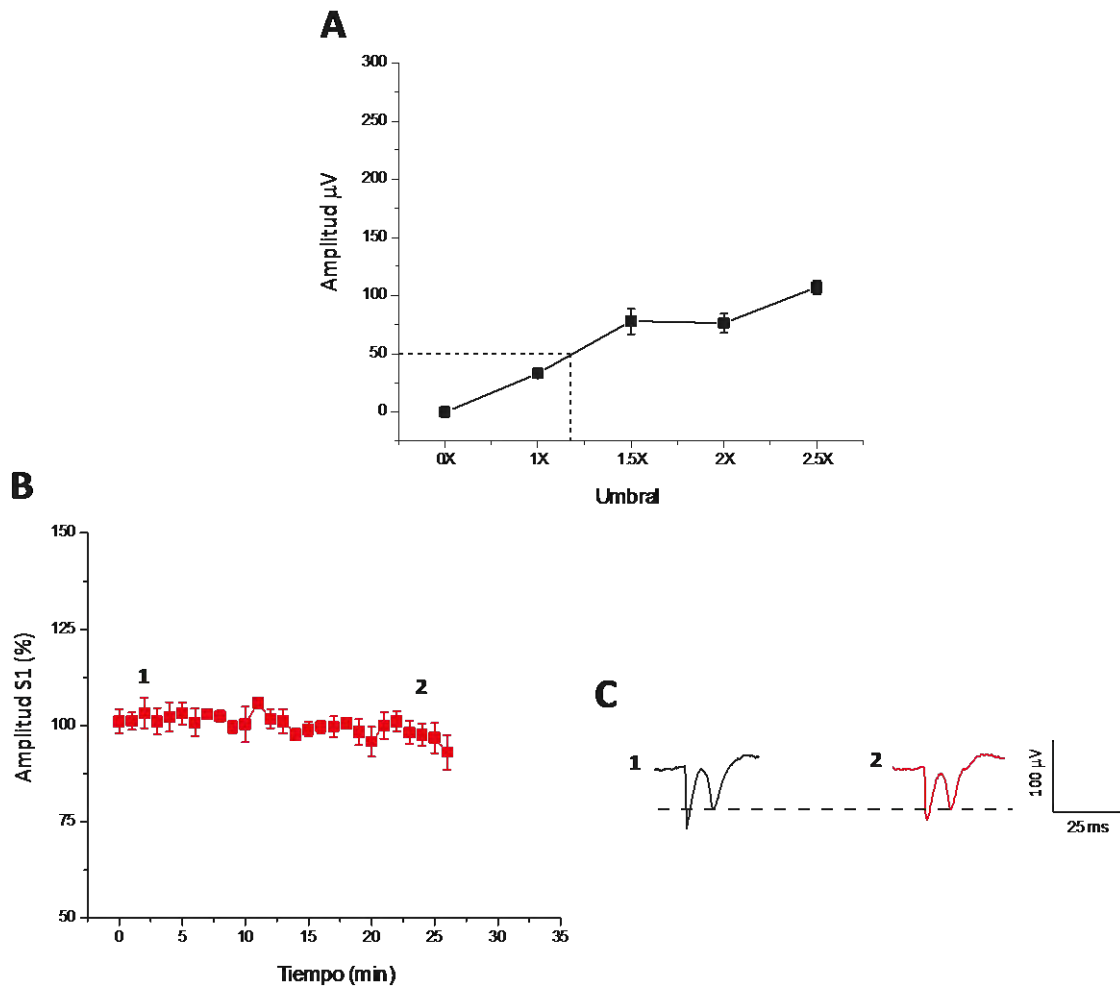 A
300
250
200
150
100
50
0
Amplitud µV
0X 1X 1.5X 2X 2.5X
Umbral
B
150
125
100
75
50
Amplitud S1 (%)
1
2
0 5 10 15 20 25 30 35
Tiempo (min)
C
1
2
100 µV
25 ms